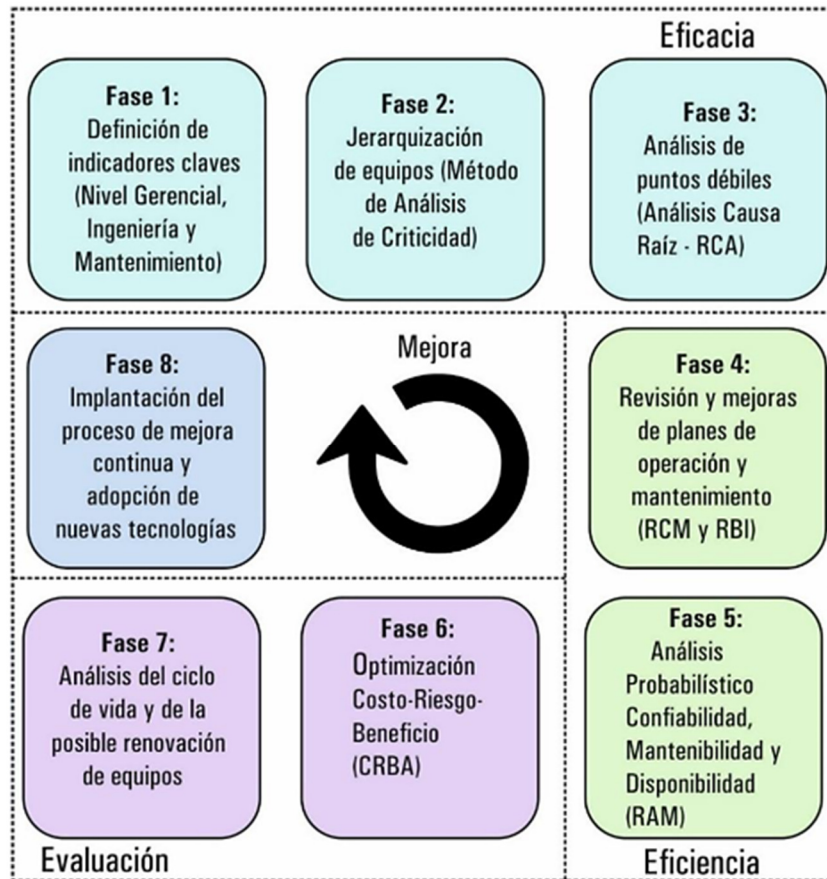 Eficacia
Fase 1:
Definición de
indicadores claves
(Nivel Gerencial,
Ingeniería y
Mantenimiento)
Fase 2:
Jerarquización
de equipos (Método
de Análisis
de Criticidad)
Fase 3:
Análisis de
puntos débiles
(Análisis Causa
Raíz - RCA)
Fase 8:
Implantación del
proceso de mejora
continua y
adopción de
nuevas tecnologías
Mejora
Fase 4:
Revisión y mejoras
de planes de
operación y
mantenimiento
(RCM y RBI)
Fase 7:
Análisis del ciclo
de vida y de la
posible renovación
de equipos
Fase 6:
Optimización
Costo-Riesgo-
Beneficio
(CRBA)
Fase 5:
Análisis
Probabilístico
Confiabilidad,
Mantenibilidad y
Disponibilidad
(RAM)
Evaluación
Eficiencia